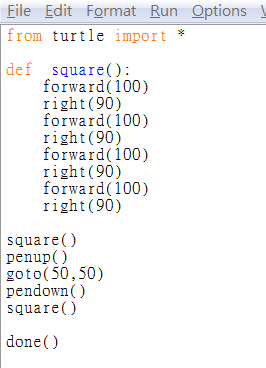 File Edit Format Run Options
from turtle import *

def  square():
    forward(100)
    right(90)
    forward(100)
    right(90)
    forward(100)
    right(90)
    forward(100)
    right(90)

square()
penup()
goto(50,50)
pendown()
square()

done()